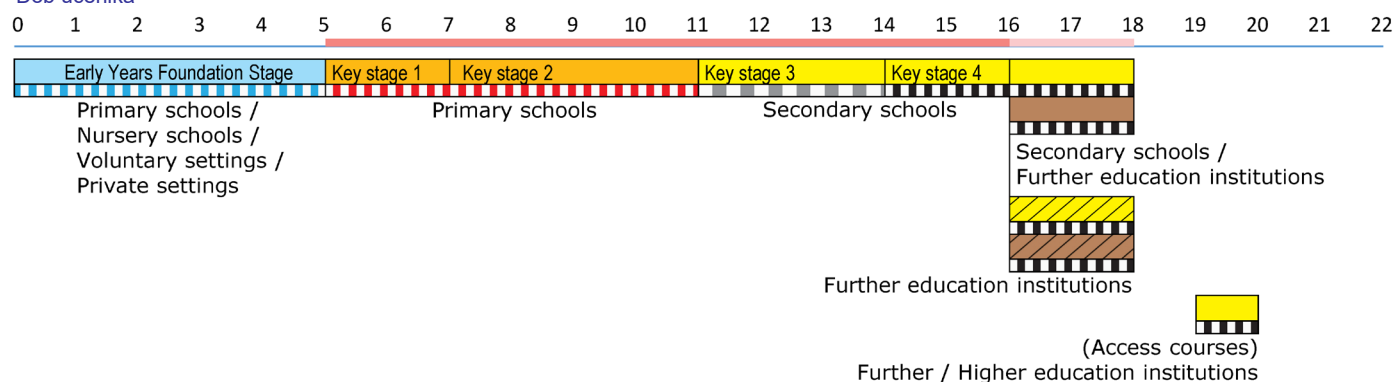 Dob učenika
0 1 2 3 4 5 6 7 8 9 10 11 12 13 14 15 16 17 18 19 20 21 22
Early Years Foundation Stage Key stage 1 Key stage 2 Key stage 3 Key stage 4
Primary schools /
Nursery schools /
Voluntary settings /
Private settings
Primary schools
Secondary schools
Secondary schools /
Further education institutions
Further education institutions
(Access courses)
Further / Higher education institutions